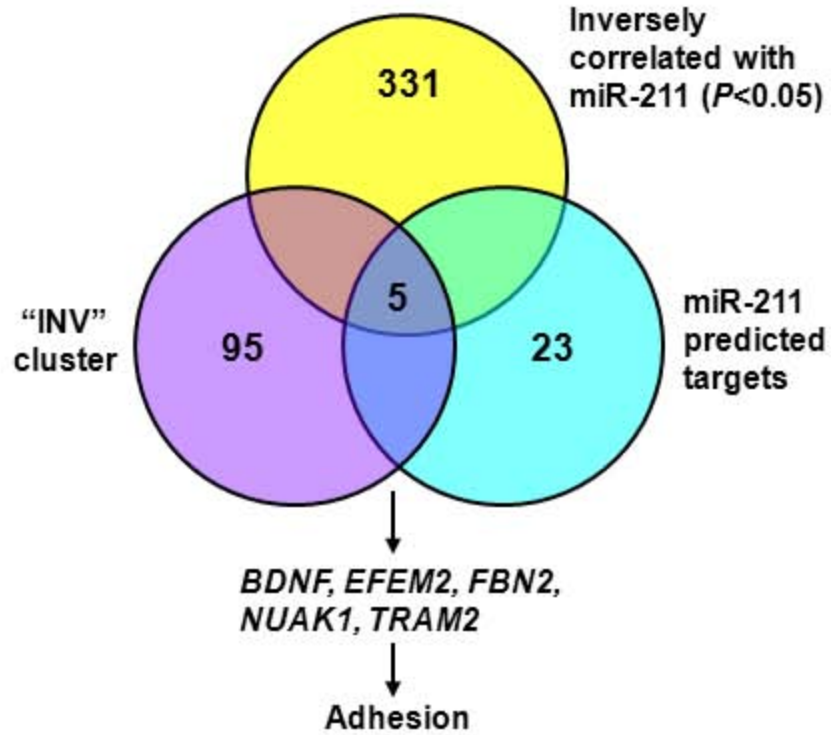 Inversely
correlated with
miR-211 (P<0.05)
331
“INV”
cluster
95
5
23
miR-211
predicted
targets
BDNF, EFEM2, FBN2,
NUAK1, TRAM2
Adhesion